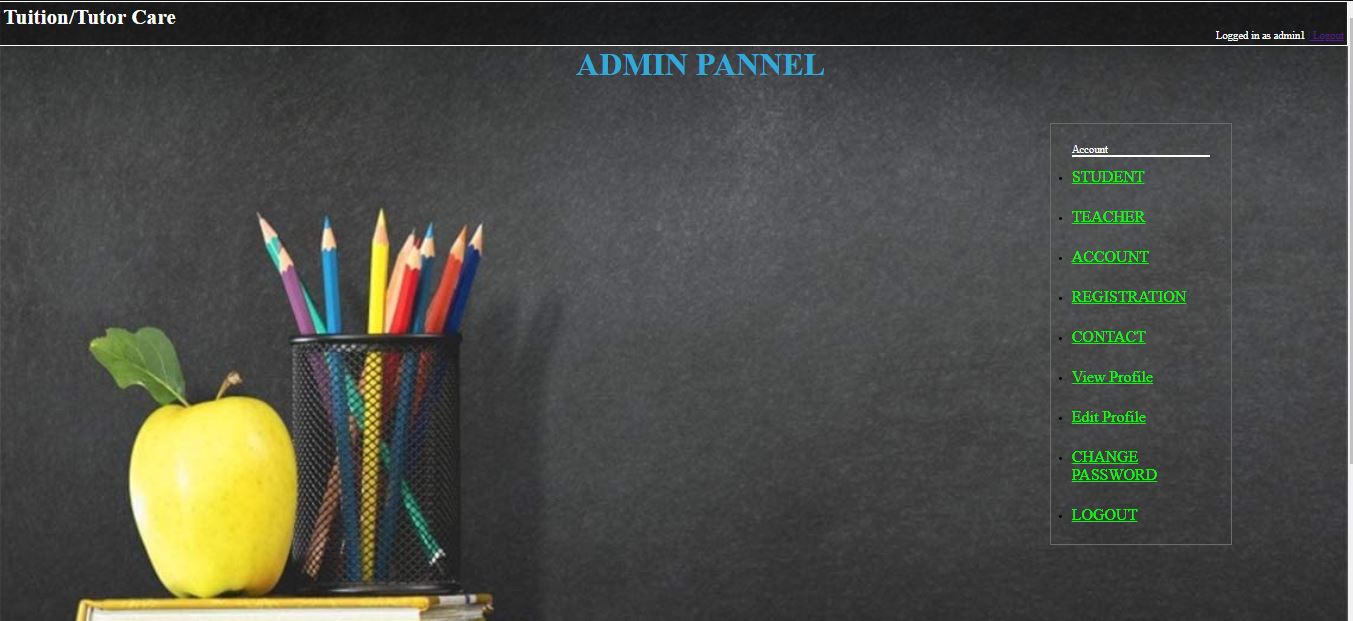 Tuition/Tutor Care
Logged in as admin1 Logout
ADMIN PANNEL
Account
STUDENT
TEACHER
ACCOUNT
REGISTRATION
CONTACT
View Profile
Edit Profile
CHANGE
PASSWORD
LOGOUT